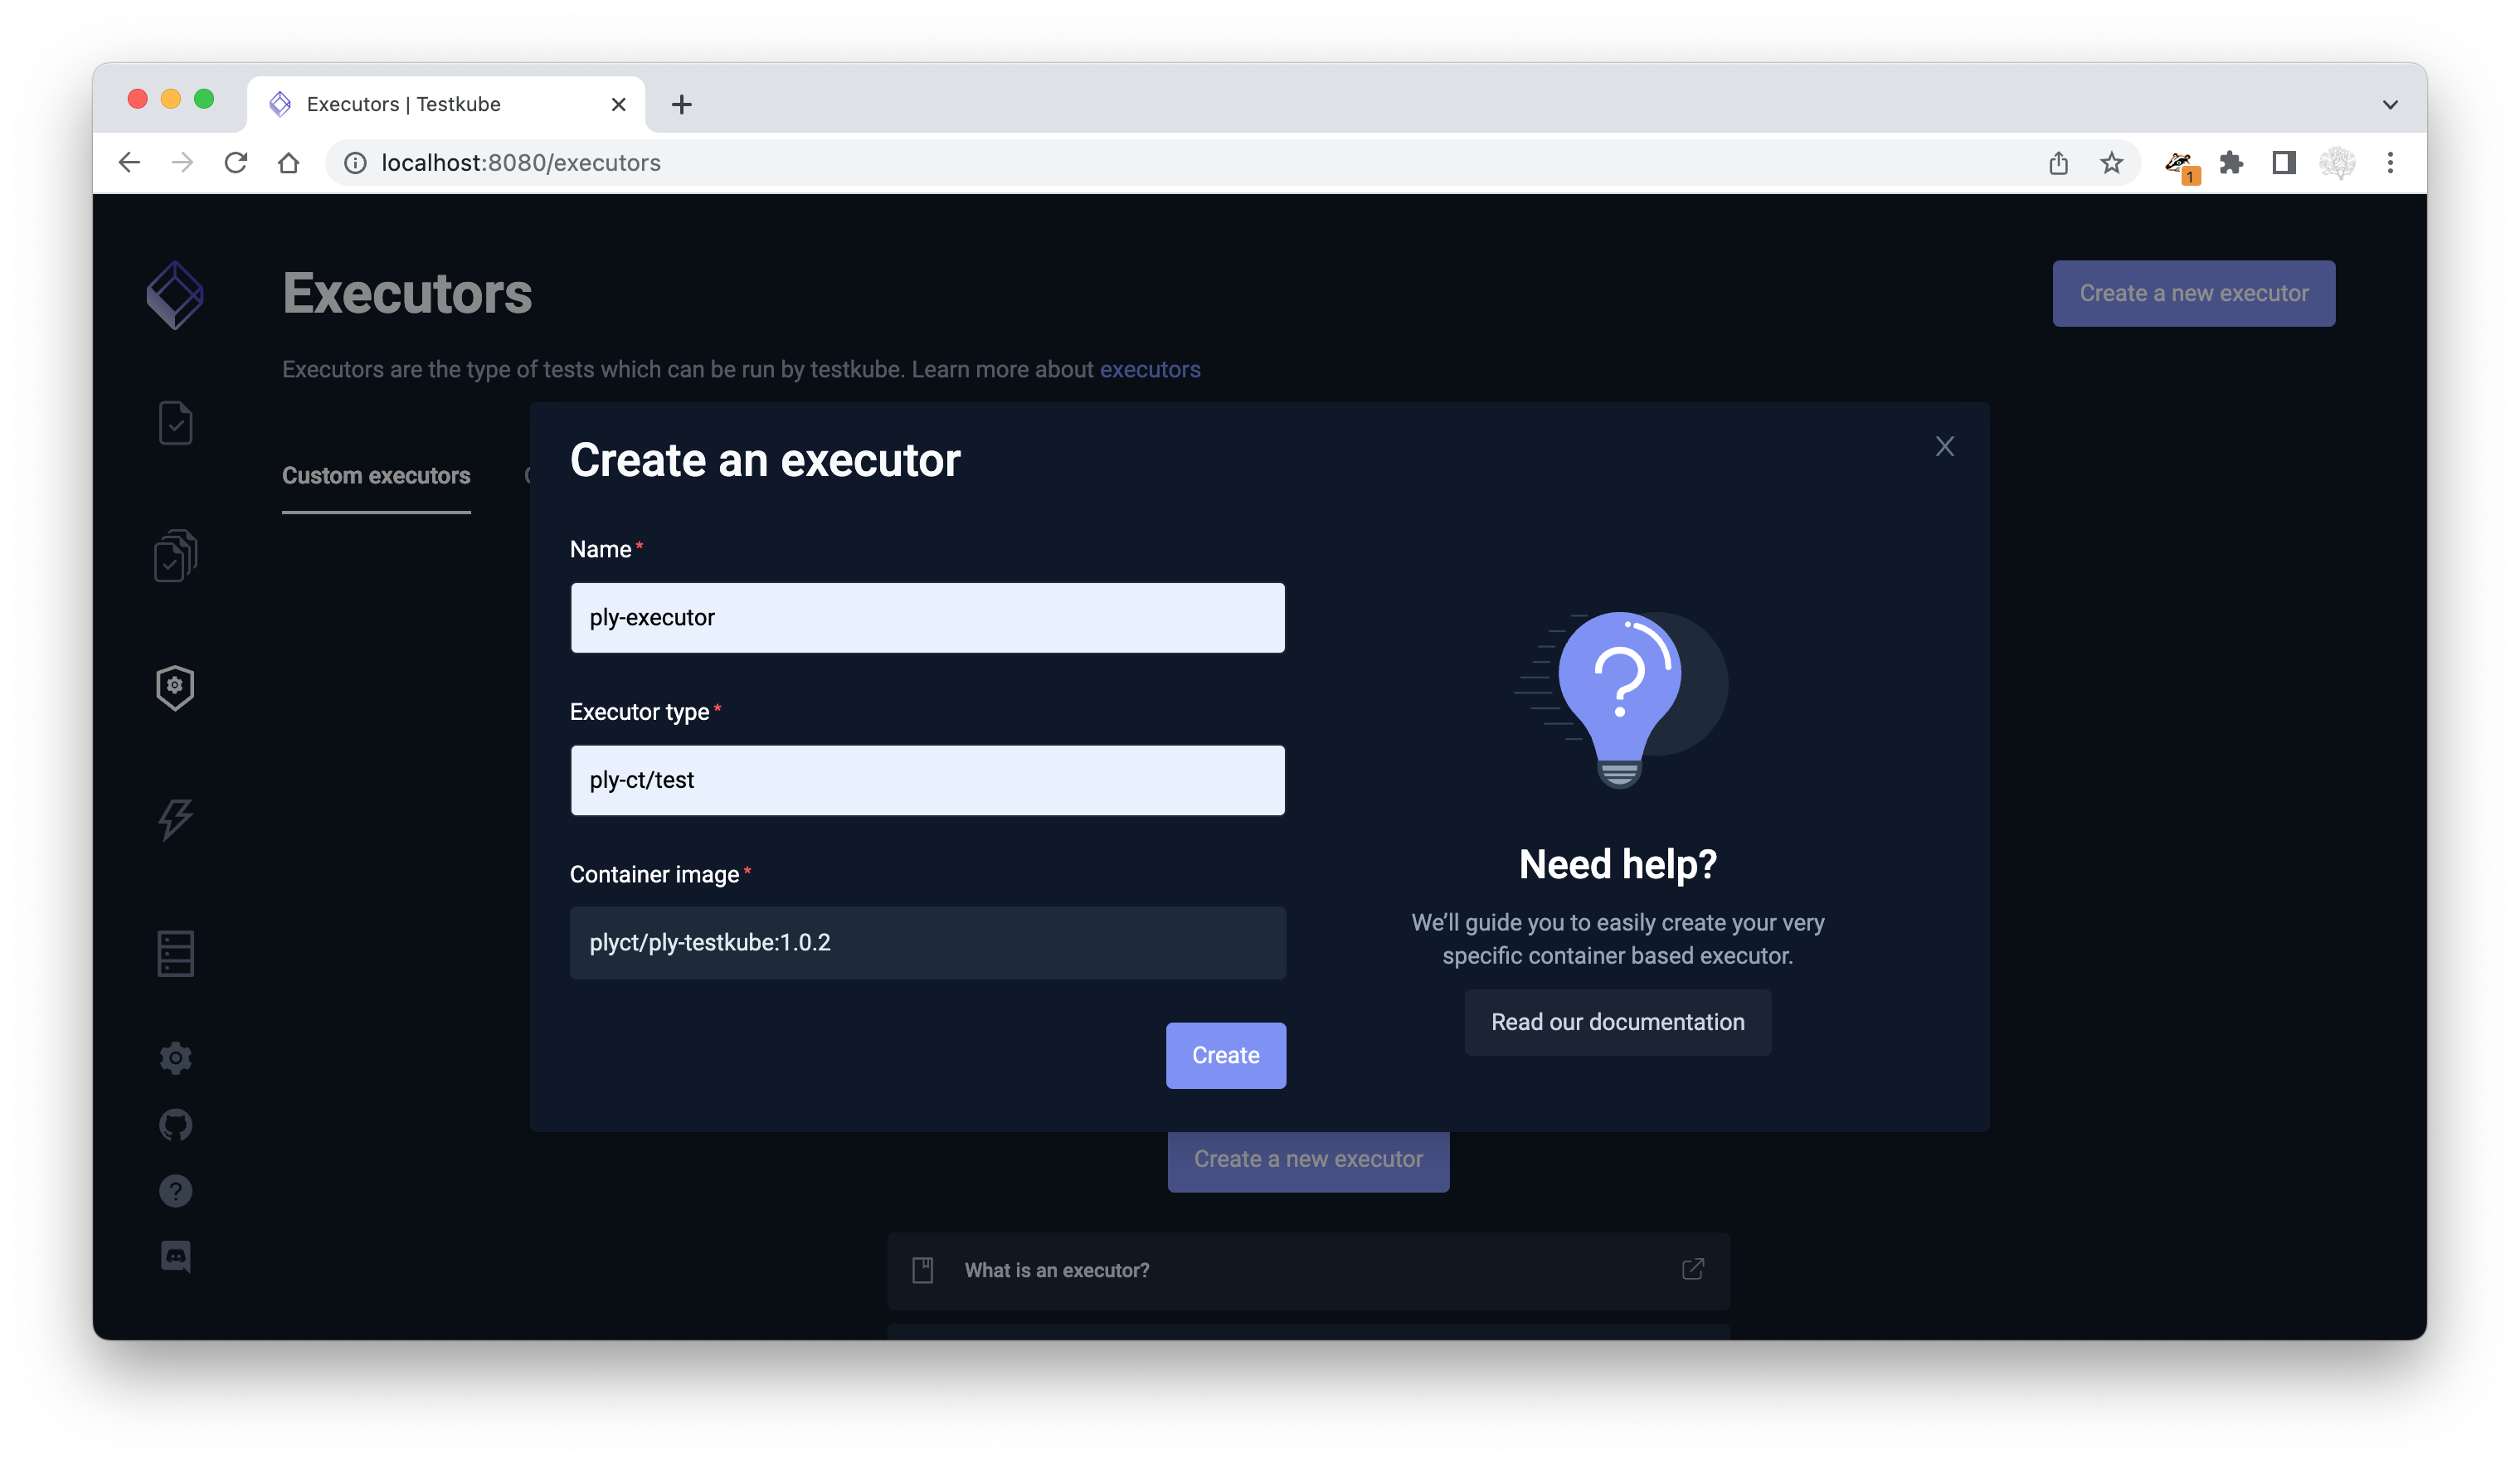 Executors | Testkube
localhost:8080/executors
1
Executors
Create a new executor
Executors are the type of tests which can be run by testkube. Learn more about executors
Custom executors
Create an executor
Name*
ply-executor
Executor type*
ply-ct/test
Container image*
plyct/ply-testkube:1.0.2
Create
?
Need help?
We’ll guide you to easily create your very
specific container based executor.
Read our documentation
Create a new executor
?
What is an executor?